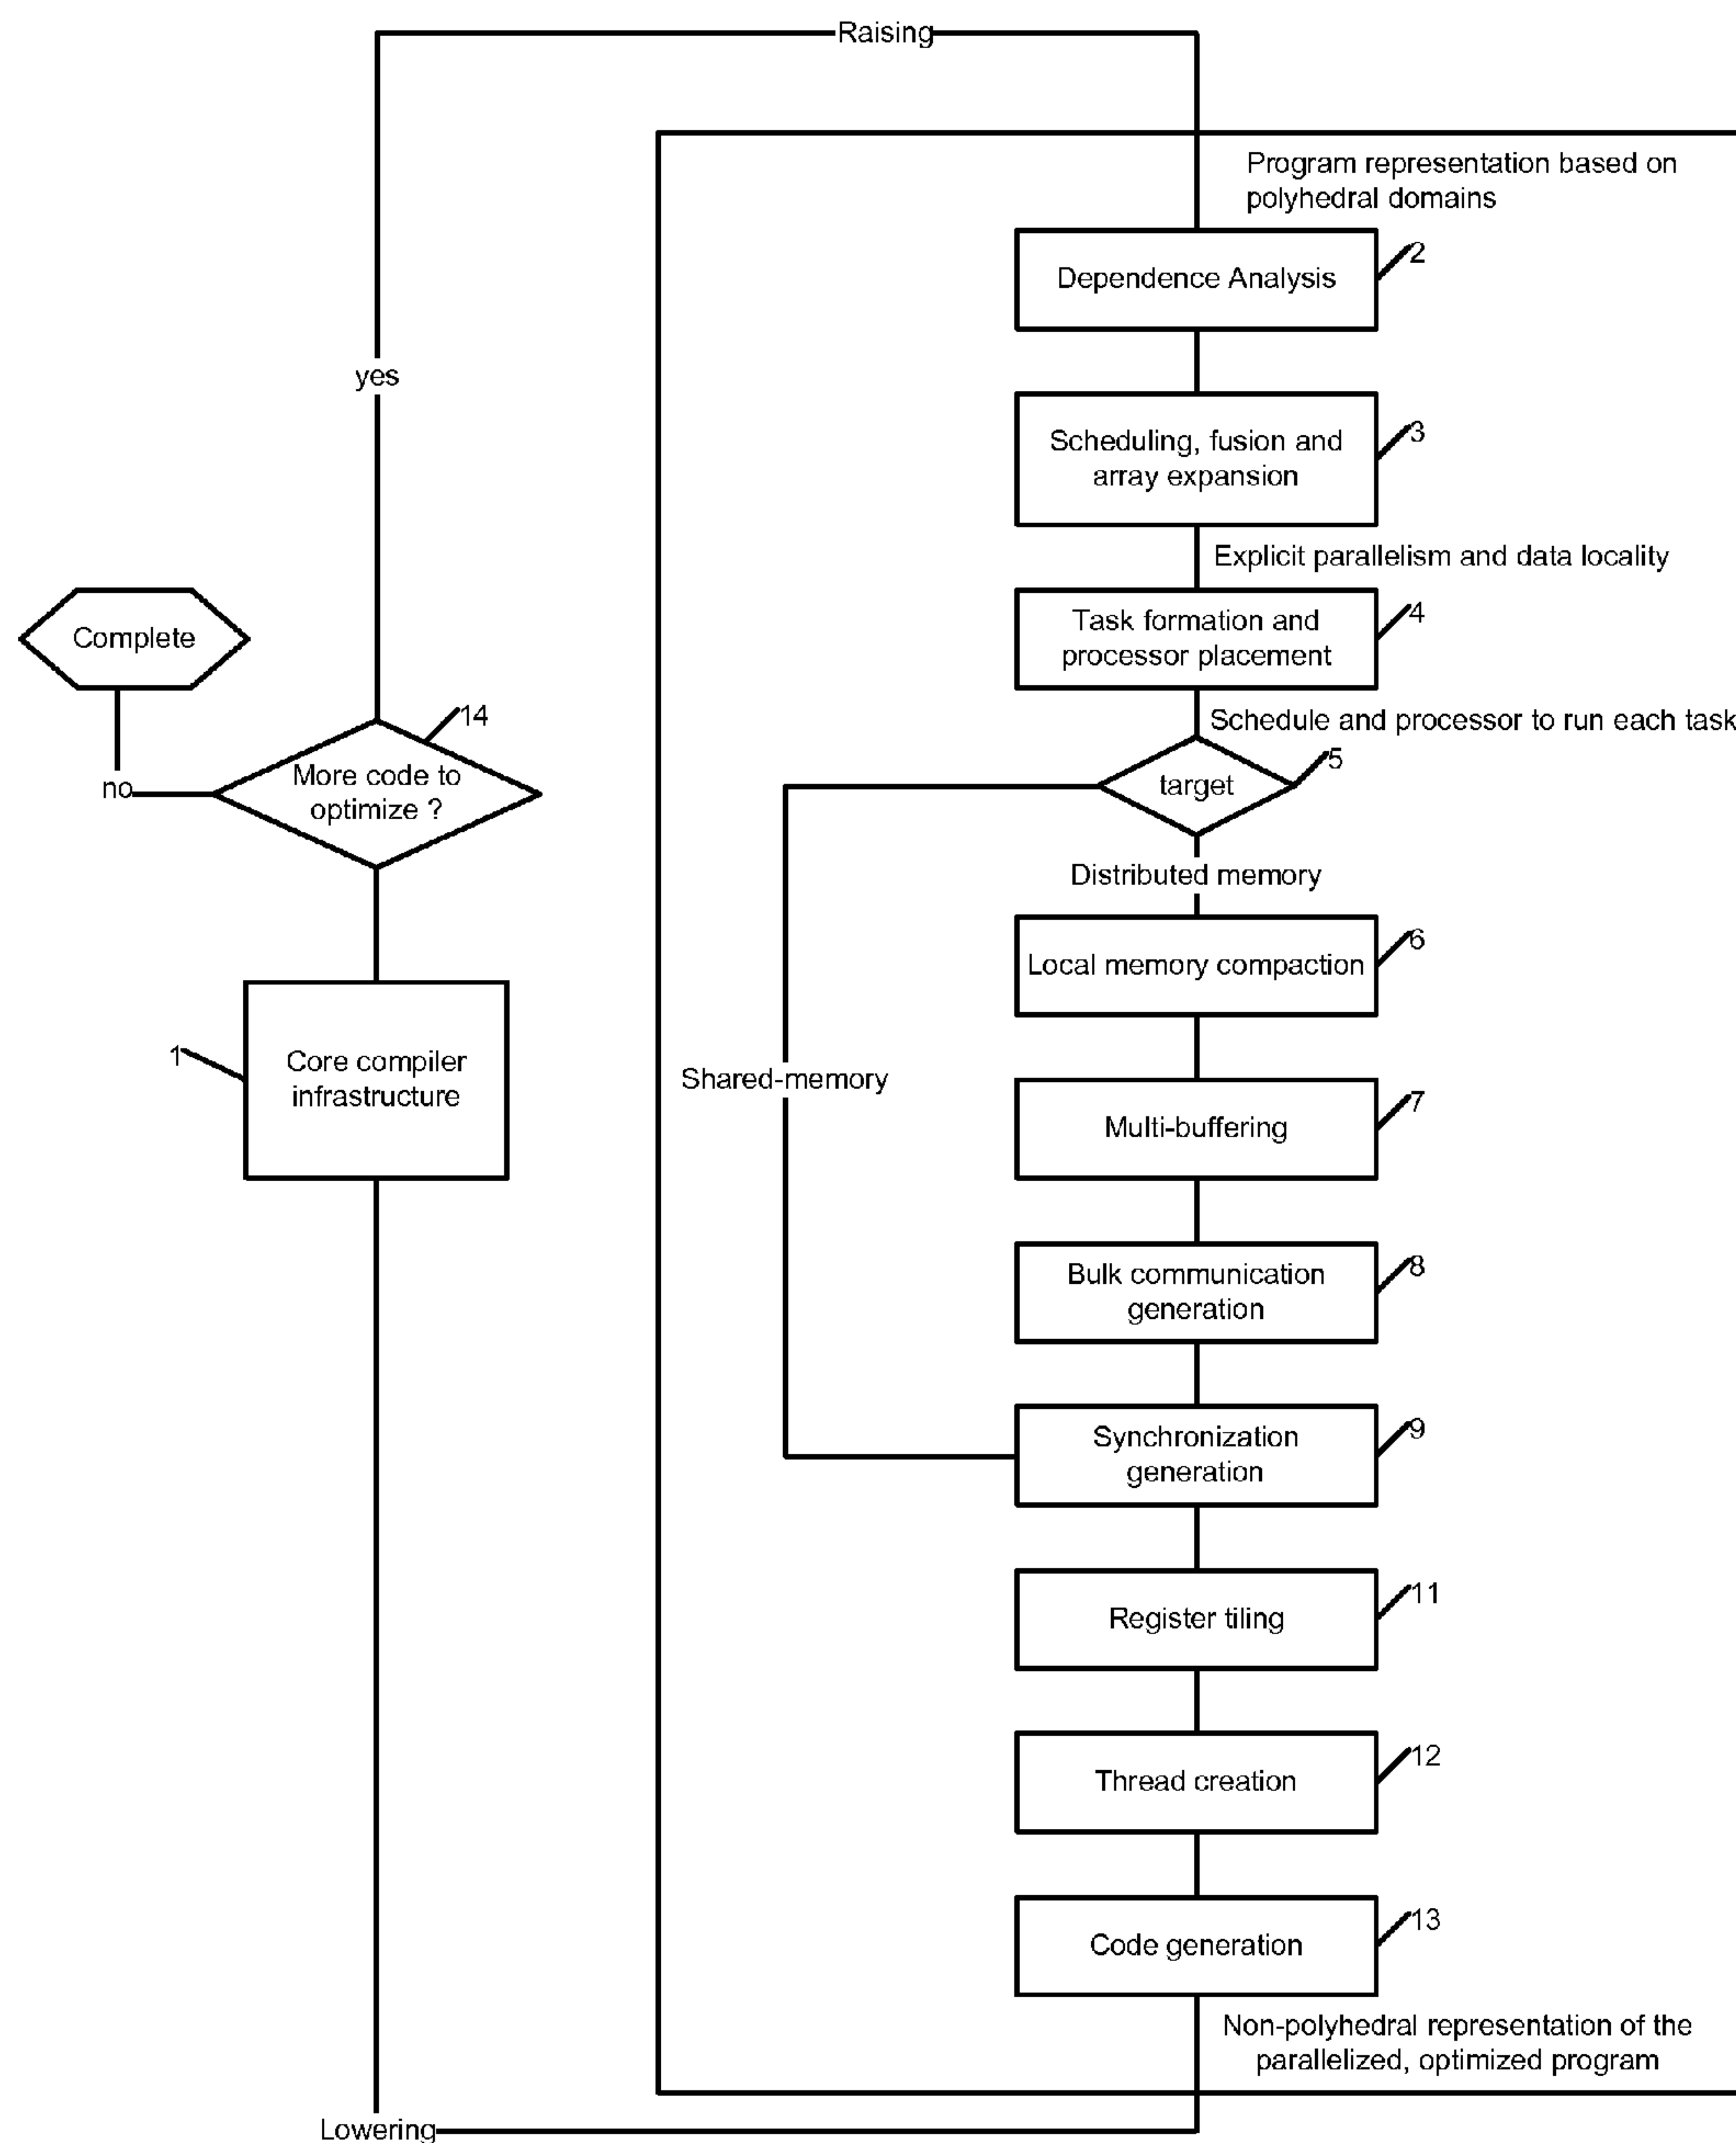 Raising
Program representation based on
polyhedral domains
2
Dependence Analysis
yes
3
Scheduling, fusion and
array expansion
Explicit parallelism and data locality
4
Task formation and
processor placement
Complete
14
Schedule and processor to run each task
5
More code to
optimize ?
target
no
Distributed memory
6
Local memory compaction
1
Core compiler
infrastructure
Shared-memory
7
Multi-buffering
8
Bulk communication
generation
9
Synchronization
generation
11
Register tiling
12
Thread creation
13
Code generation
Non-polyhedral representation of the
parallelized, optimized program
Lowering